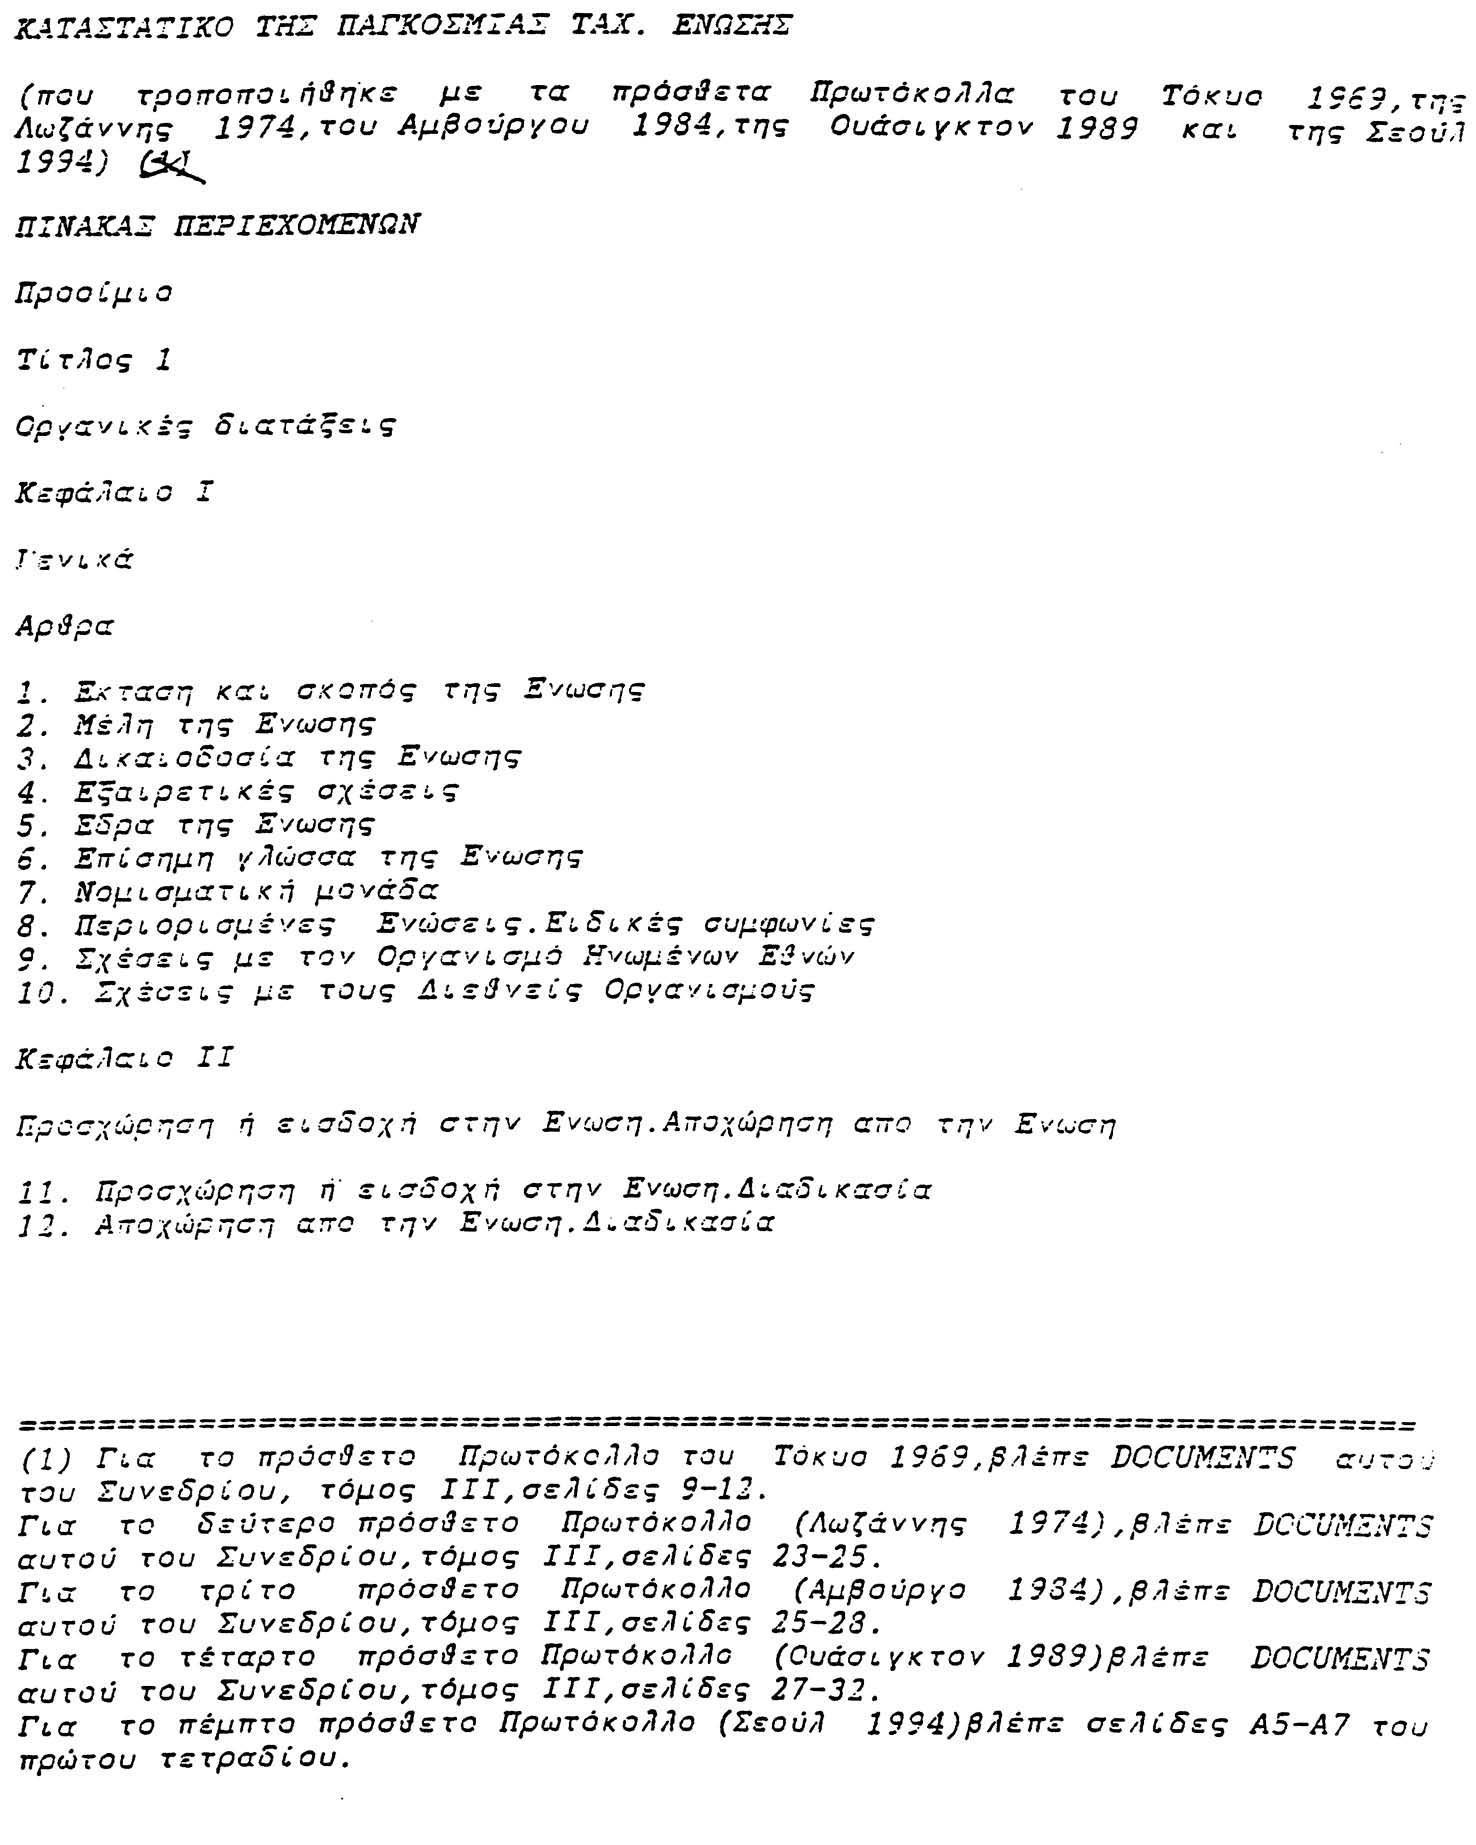 ΚΑΤΑΣΤΑΤΙΚΟ ΤΗΣ ΠΑΓΚΟΣΜΙΑΣ ΤΑΧ. ΕΝΩΣΗΣ
(που τροποποιήθηκε με τα πρόσθετα Πρωτόκολλα του Τόκυο 1969,της
Λωζάννης 1974,του Αμβούργου 1984,της Ουάσιγκτον 1989 και της Σεούλ
1994) (1)
ΠΙΝΑΚΑΣ ΠΕΡΙΕΧΟΜΕΝΩΝ
Προοίμιο
Τίτλος 1
Οργανικές διατάξεις
Κεφάλαιο Ι
Γενικά
Αρθρα
1. Εκταση και σκοπός της Ενωσης
2. Μέλη της Ενωσης
3. Δικαιοδοσία της Ενωσης
4. Εξαιρετικές σχέσεις
5. Εδρα της Ενωσης
6. Επίσημη γλώσσα της Ενωσης
7. Νομισματική μονάδα
8. Περιορισμένες Ενώσεις.Ειδικές συμφωνίες
9. Σχέσεις με τον Οργανισμό Ηνωμένων Εθνών
10. Σχέσεις με τους Διεθνείς Οργανισμούς
Κεφάλαιο ΙΙ
Προσχώρηση ή εισδοχή στην Ενωση.Αποχώρηση απο την Ενωση
11. Προσχώρηση ή εισδοχή στην Ενωση.Διαδικασία
12. Αποχώρηση απο την Ενωση.Διαδικασία
======================================================================
(1) Για το πρόσθετο Πρωτόκολλο του Τόκυο 1969,βλέπε DOCUMENTS αυτού
του Συνεδρίου, τόμος ΙΙΙ,σελίδες 9-12.
Για το δεύτερο πρόσθετο Πρωτόκολλο (Λωζάννης 1974),βλέπε DOCUMENTS
αυτού του Συνεδρίου,τόμος ΙΙΙ,σελίδες 23-25.
Για το τρίτο πρόσθετο Πρωτόκολλο (Αμβούργο 1984),βλέπε DOCUMENTS
αυτού του Συνεδρίου,τόμος ΙΙΙ,σελίδες 25-28.
Για το τέταρτο πρόσθετο Πρωτόκολλο (Ουάσιγκτον 1989)βλέπε DOCUMENTS
αυτού του Συνεδρίου,τόμος ΙΙΙ,σελίδες 27-32.
Για το πέμπτο πρόσθετο Πρωτόκολλο (Σεούλ 1994)βλέπε σελίδες Α5-Α7 του
πρώτου τετραδίου.